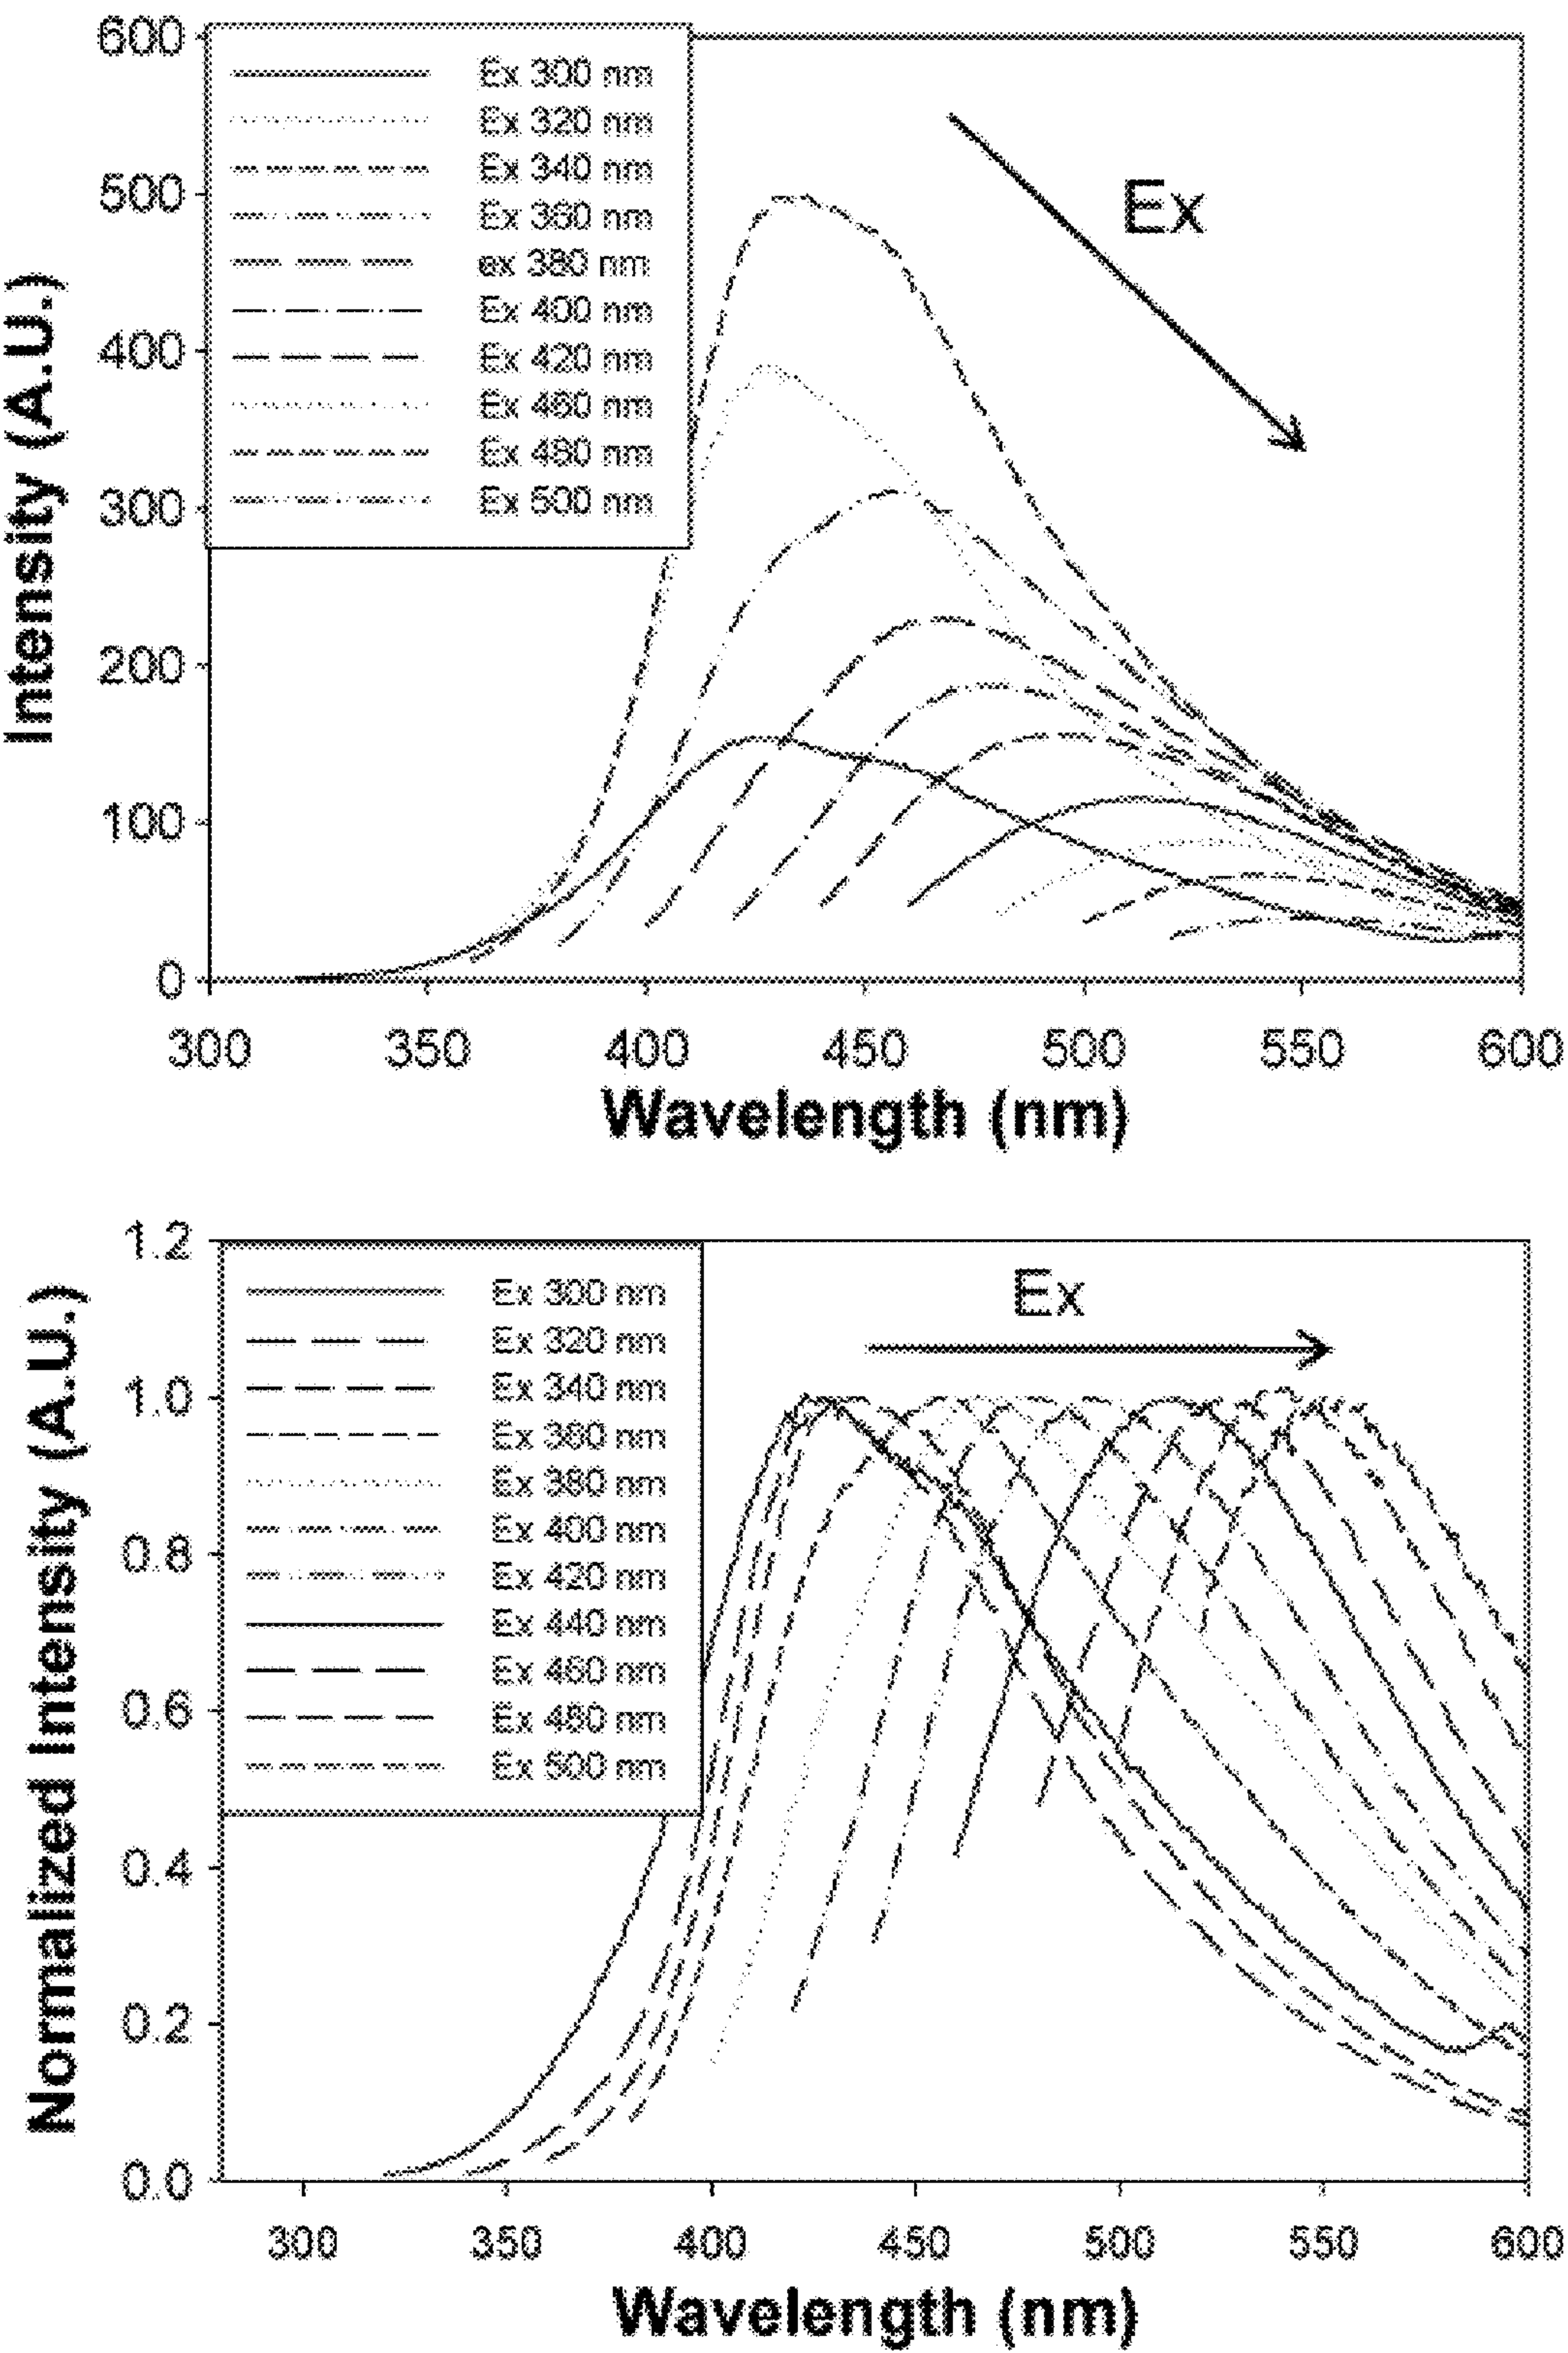 600
500
400
300
200
100
0
Intensity (A.U.)
Ex 300 nm
Ex 320 nm
Ex 340 nm
Ex 360 nm
ex 380 nm
Ex 400 nm
Ex 420 nm
Ex 460 nm
Ex 480 nm
Ex 500 nm
Ex
300 350 400 450 500 550 600
Wavelength (nm)
1.2
1.0
0.8
0.6
0.4
0.2
0.0
Normalized Intensity (A.U.)
Ex 300 nm
Ex 320 nm
Ex 340 nm
Ex 360 nm
Ex 380 nm
Ex 400 nm
Ex 420 nm
Ex 440 nm
Ex 460 nm
Ex 480 nm
Ex 500 nm
Ex
300 350 400 450 500 550 600
Wavelength (nm)